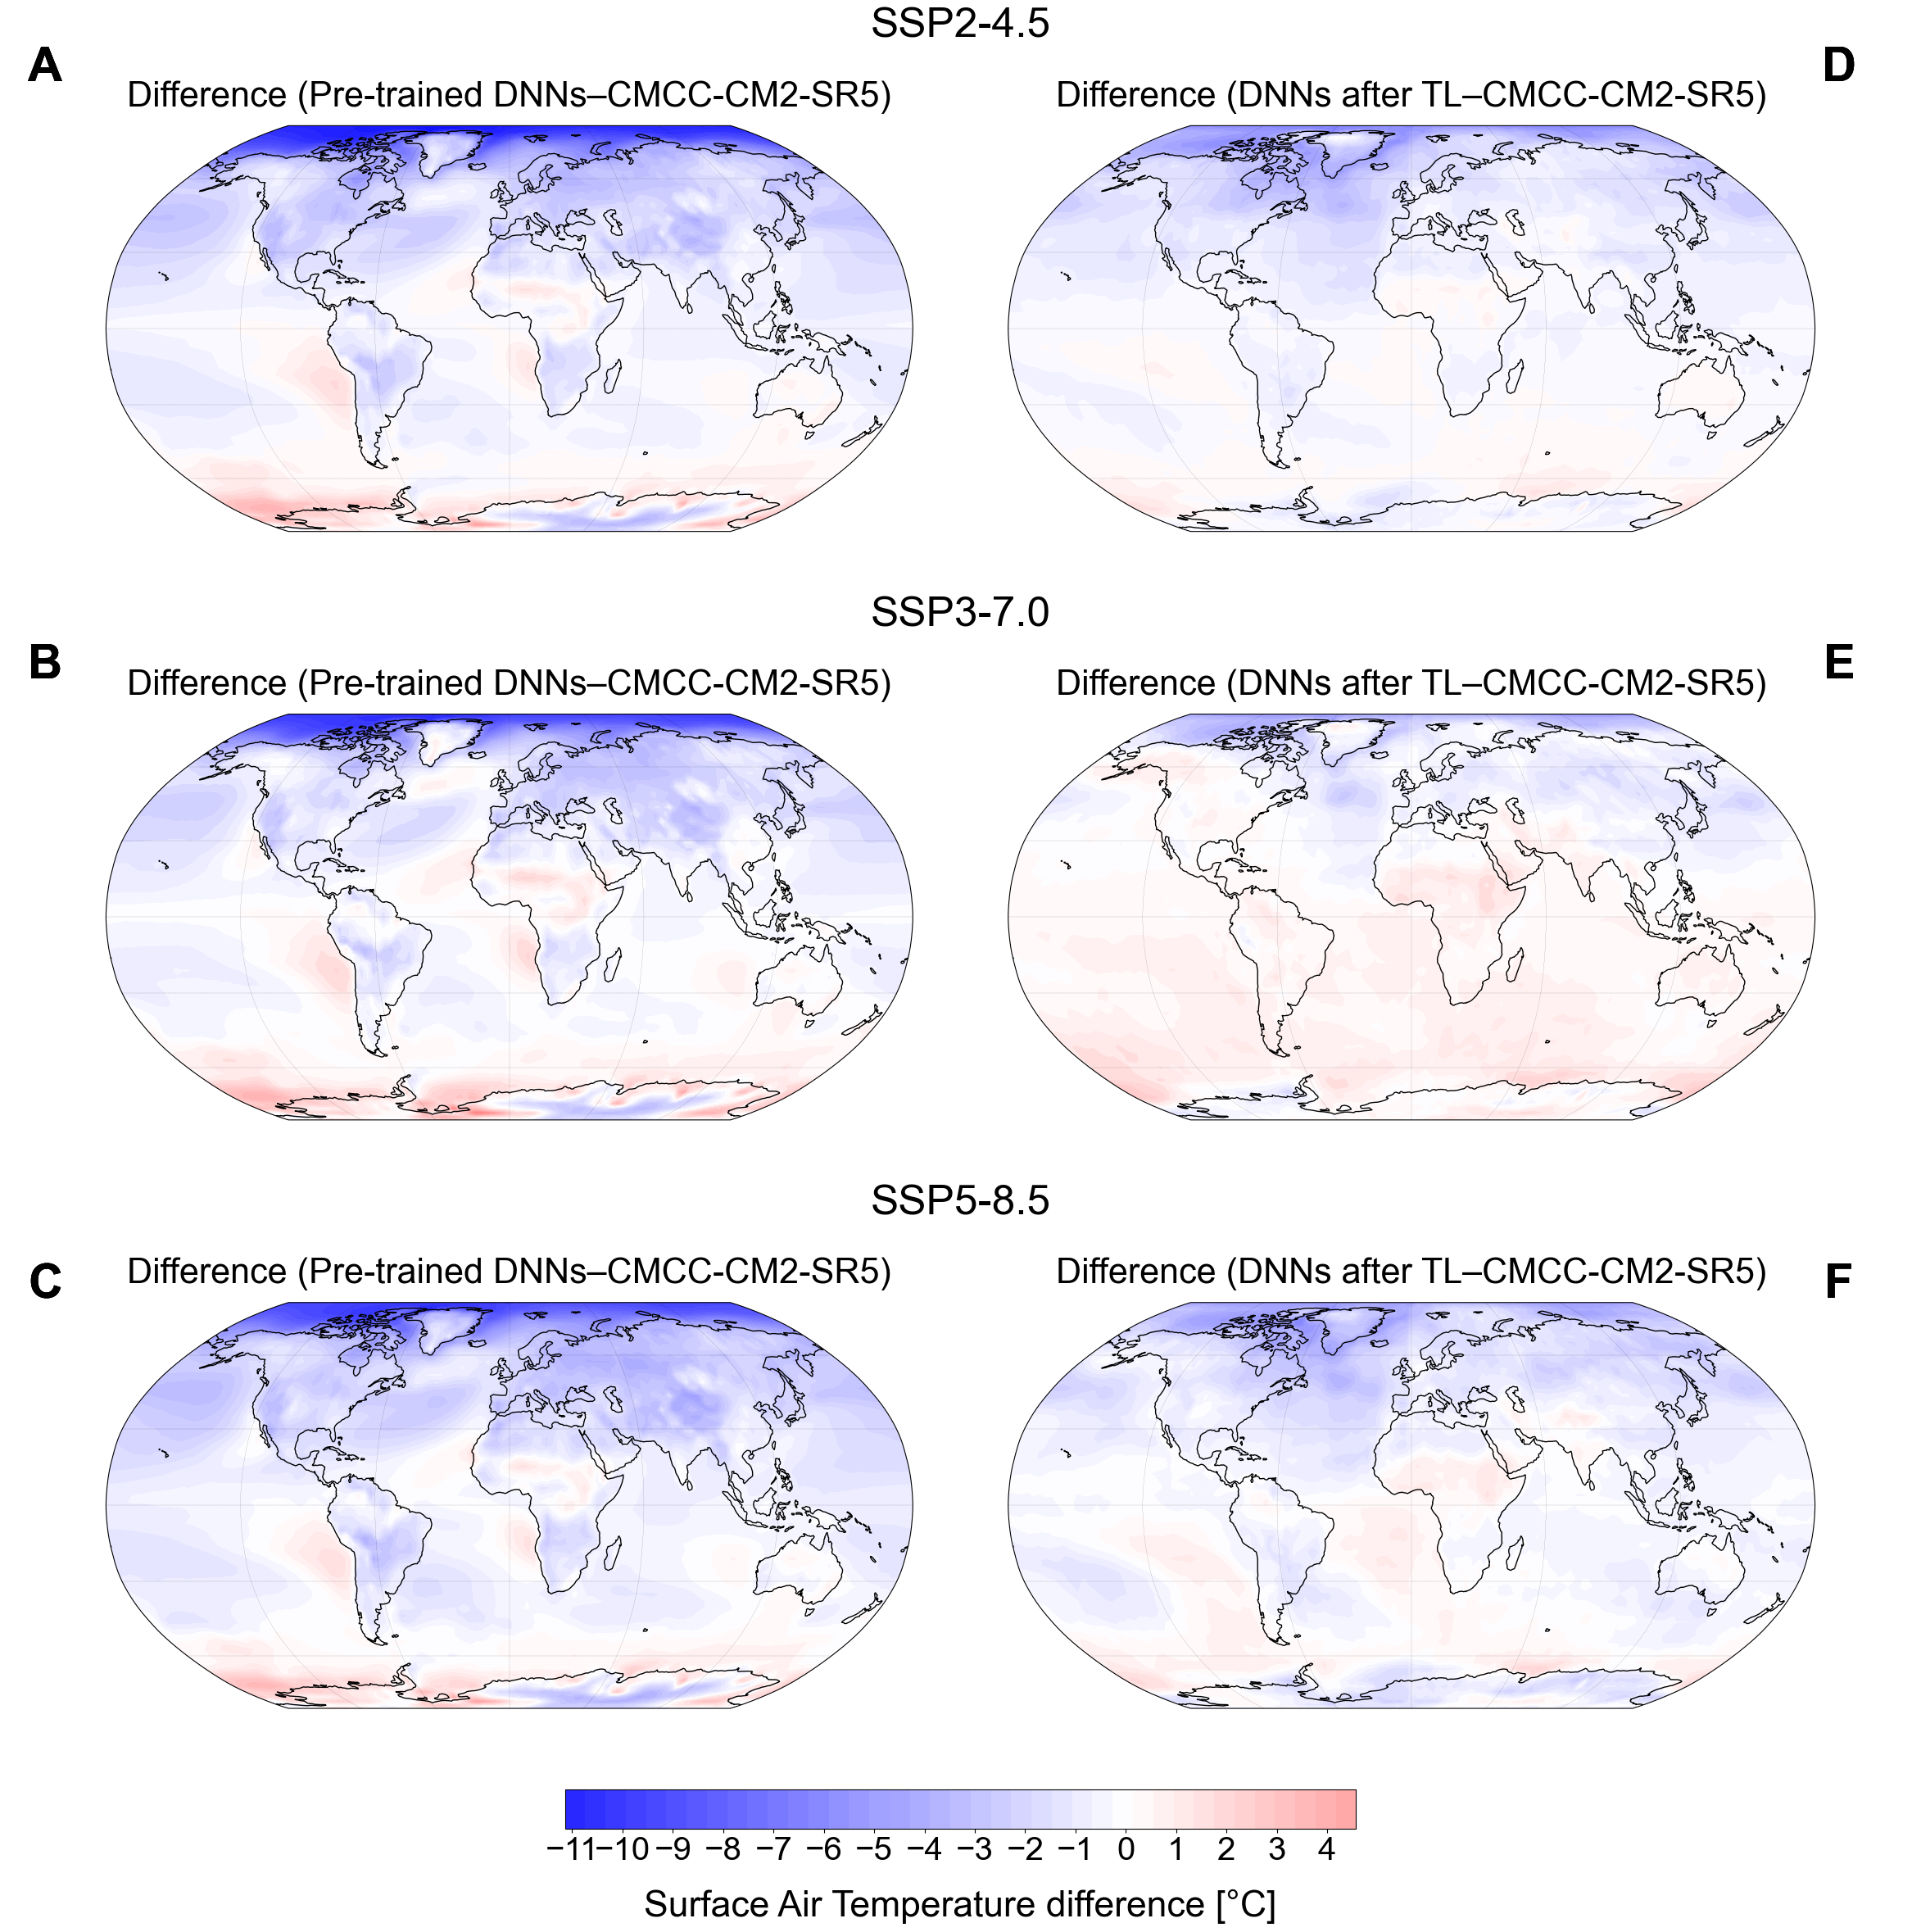 SSP2-4.5
A
D
Difference (Pre-trained DNNs–CMCC-CM2-SR5)
Difference (DNNs after TL–CMCC-CM2-SR5)
SSP3-7.0
B
E
Difference (Pre-trained DNNs–CMCC-CM2-SR5)
Difference (DNNs after TL–CMCC-CM2-SR5)
SSP5-8.5
C
F
Difference (Pre-trained DNNs–CMCC-CM2-SR5)
Difference (DNNs after TL–CMCC-CM2-SR5)
−11 −10 −9 −8 −7 −6 −5 −4 −3 −2 −1 0 1 2 3 4
Surface Air Temperature difference [°C]